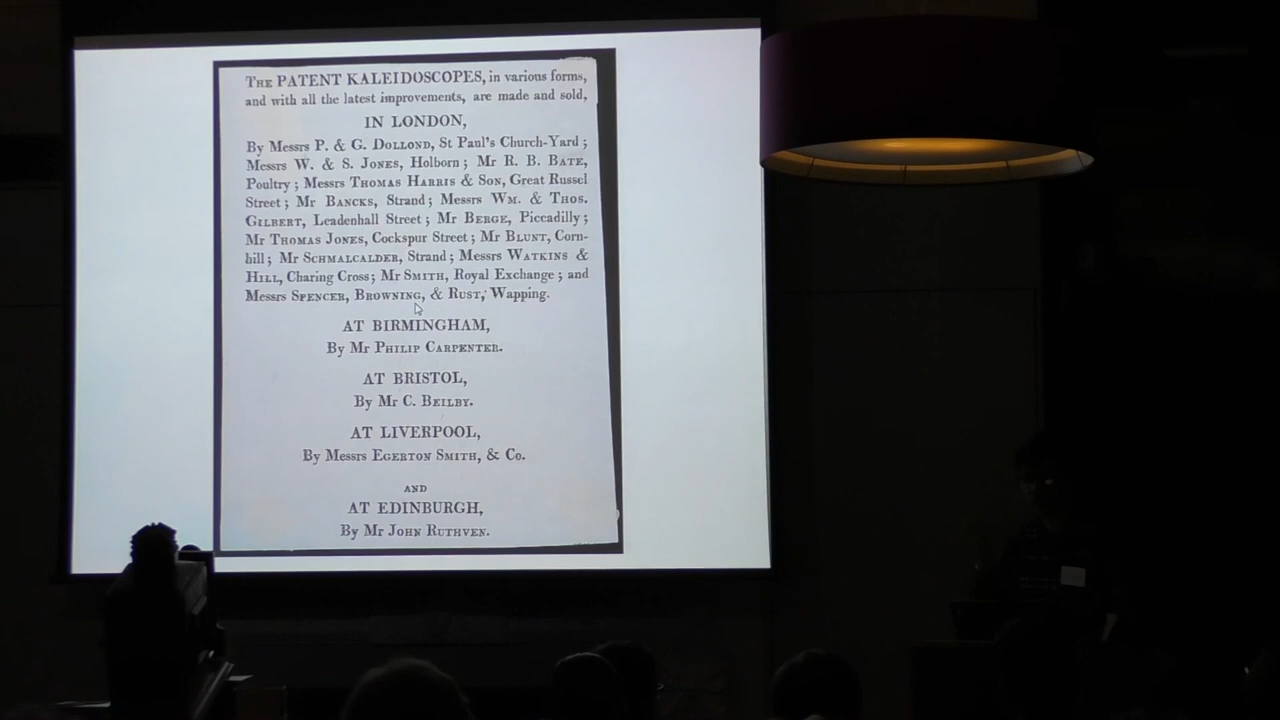 THE PATENT KALEIDOSCOPES, in various forms,
and with all the latest improvements, are made and sold,
IN LONDON,
By Messrs P. & G. DOLLOND, St Paul's Church-Yard ;
Messrs W. & S. JONES, Holborn ; Mr R. B. BATE,
Poultry ; Messrs THOMAS HARRIS & SON, Great Russel
Street ; Mr BANCKS, Strand ; Messrs WM. & THOS.
GILBERT, Leadenhall Street ; Mr BERGE, Piccadilly ;
Mr THOMAS JONES, Cockspur Street ; Mr BLUNT, Corn-
hill ; Mr SCHMALCALDER, Strand ; Messrs WATKINS &
HILL, Charing Cross ; Mr SMITH, Royal Exchange ; and
Messrs SPENCER, BROWNING, & RUST, Wapping.
AT BIRMINGHAM,
By Mr PHILIP CARPENTER.
AT BRISTOL,
By Mr C. BEILBY.
AT LIVERPOOL,
By Messrs EGERTON SMITH, & Co.
AND
AT EDINBURGH,
By Mr JOHN RUTHVEN.